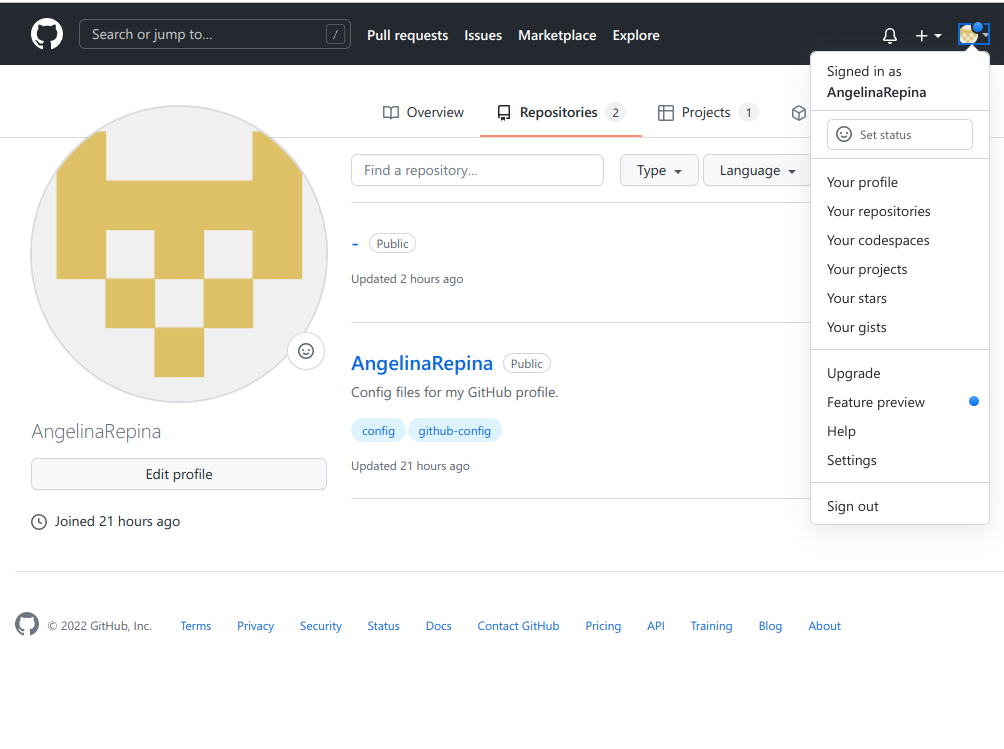 Search or jump to... /
Pull requests Issues Marketplace Explore
Signed in as
AngelinaRepina
Set status
Your profile
Your repositories
Your codespaces
Your projects
Your stars
Your gists
Upgrade
Feature preview
Help
Settings
Sign out
Overview Repositories 2 Projects 1
Find a repository... Type Language
- Public
Updated 2 hours ago
AngelinaRepina Public
Config files for my GitHub profile.
config github-config
Updated 21 hours ago
AngelinaRepina
Edit profile
Joined 21 hours ago
© 2022 GitHub, Inc. Terms Privacy Security Status Docs Contact GitHub Pricing API Training Blog About